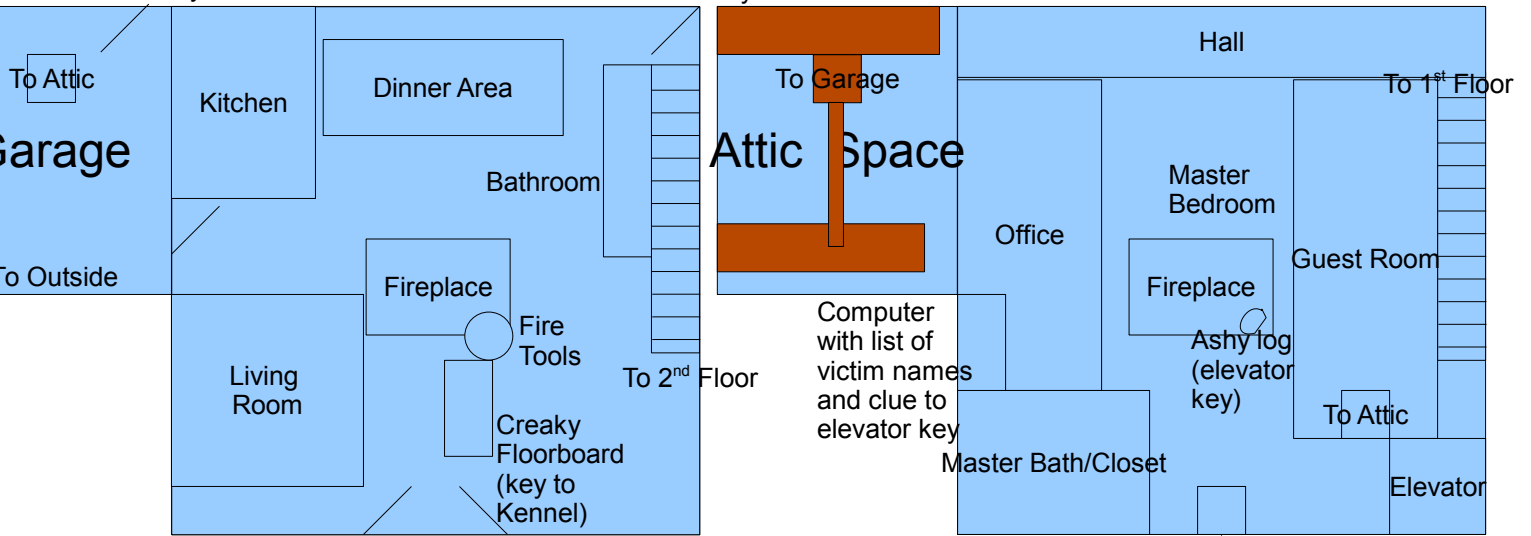 To Attic
Kitchen
Dinner Area
Garage
Bathroom
To Outside
Fireplace
Fire
Tools
Living
Room
To 2nd Floor
Creaky
Floorboard
(key to
Kennel)
Hall
To Garage
To 1st Floor
Attic Space
Master
Bedroom
Office
Guest Room
Fireplace
Computer
with list of
victim names
and clue to
elevator key
Ashy log
(elevator
key)
To Attic
Master Bath/Closet
Elevator